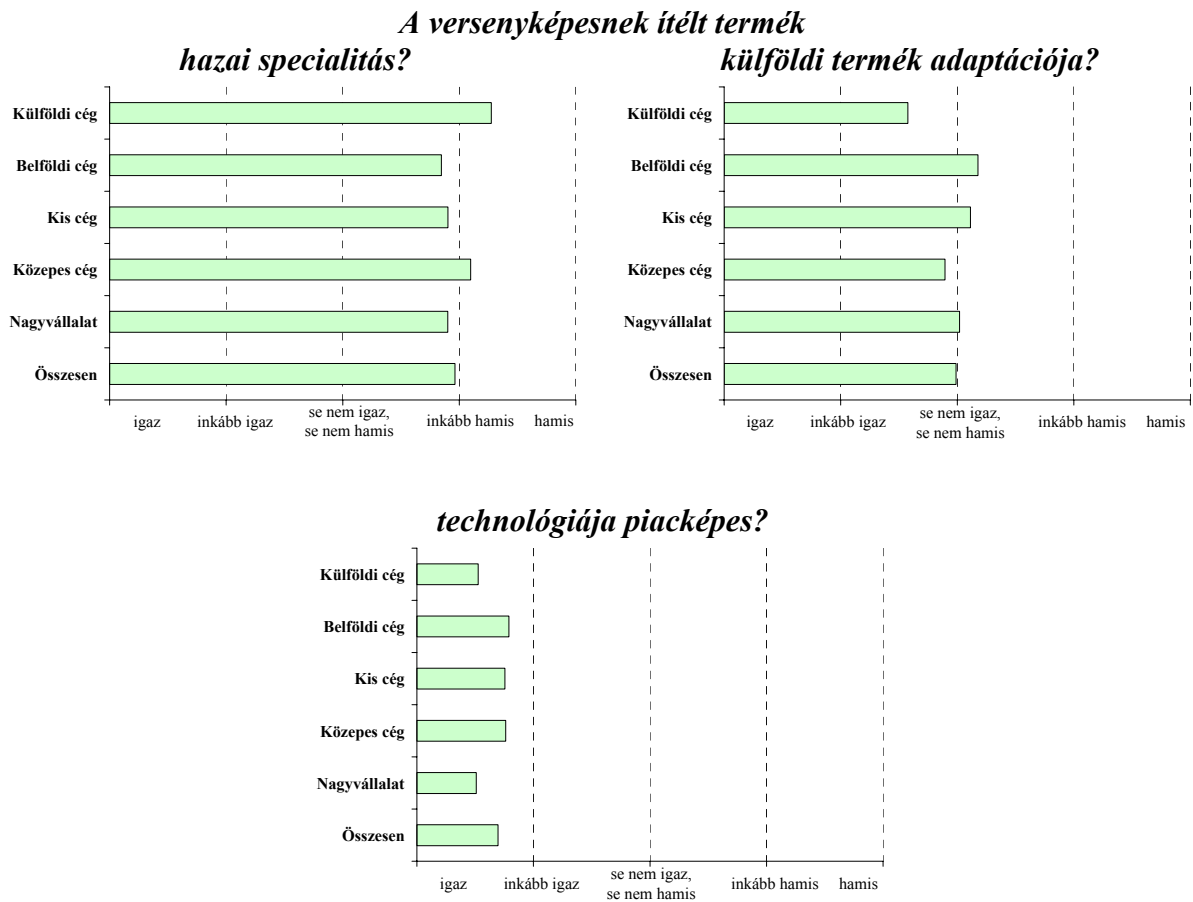 A versenyképesnek ítélt termék
hazai specialitás?
Külföldi cég
Belföldi cég
Kis cég
Közepes cég
Nagyvállalat
Összesen
igaz
inkább igaz
se nem igaz,
se nem hamis
inkább hamis
hamis
külföldi termék adaptációja?
Külföldi cég
Belföldi cég
Kis cég
Közepes cég
Nagyvállalat
Összesen
igaz
inkább igaz
se nem igaz,
se nem hamis
inkább hamis
hamis
technológiája piacképes?
Külföldi cég
Belföldi cég
Kis cég
Közepes cég
Nagyvállalat
Összesen
igaz
inkább igaz
se nem igaz,
se nem hamis
inkább hamis
hamis